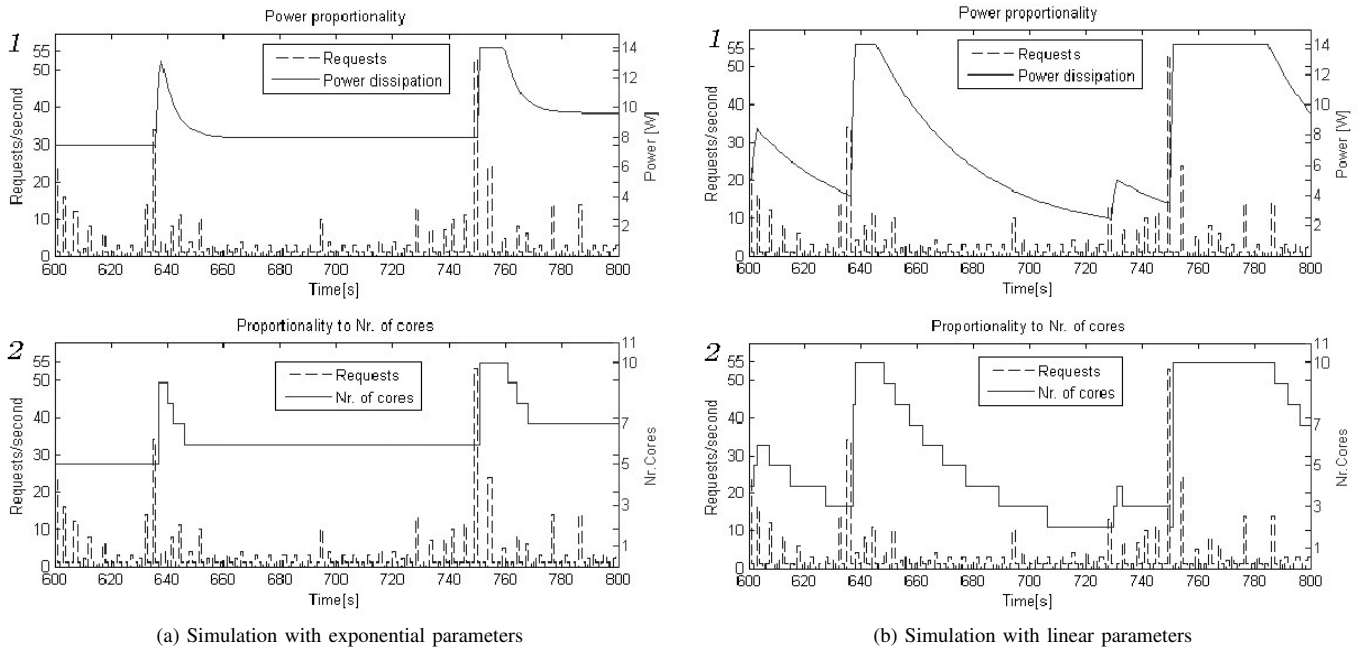 Power proportionality
1
55
50
40
30
20
10
0
Requests/second
Requests
Power dissipation
14
12
10
8
6
4
2
Power [W]
600 620 640 660 680 700 720 740 760 780 800
Time[s]
Proportionality to Nr. of cores
2
55
50
40
30
20
10
0
Requests/second
Requests
Nr. of cores
11
10
7
5
3
1
Nr.Cores
600 620 640 660 680 700 720 740 760 780 800
Time[s]
(a) Simulation with exponential parameters
Power proportionality
1
55
50
40
30
20
10
0
Requests/second
Requests
Power dissipation
14
12
10
8
6
4
2
Power [W]
600 620 640 660 680 700 720 740 760 780 800
Time[s]
Proportionality to Nr. of cores
2
55
50
40
30
20
10
0
Requests/second
Requests
Nr. of cores
11
10
7
5
3
1
Nr.Cores
600 620 640 660 680 700 720 740 760 780 800
Time[s]
(b) Simulation with linear parameters